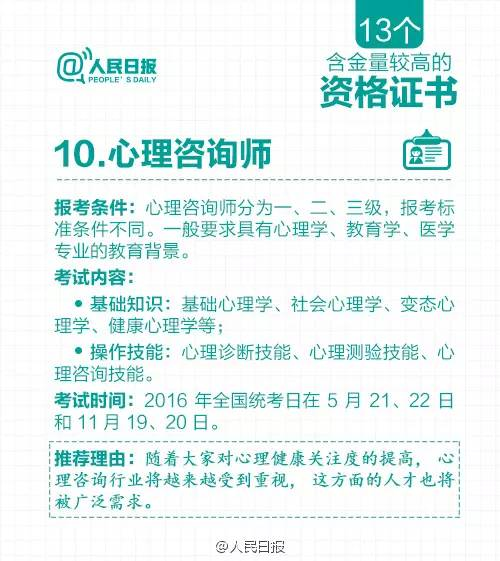 13个
@人民日报
PEOPLE'S DAILY
含金量较高的
资格证书
10.心理咨询师
报考条件：心理咨询师分为一、二、三级，报考标
准条件不同。一般要求具有心理学、教育学、医学
专业的教育背景。
考试内容：
• 基础知识：基础心理学、社会心理学、变态心
理学、健康心理学等；
• 操作技能：心理诊断技能、心理测验技能、心
理咨询技能。
考试时间：2016 年全国统考日在 5 月 21、22 日
和 11 月 19、20 日。
推荐理由：随着大家对心理健康关注度的提高，心
理咨询行业将越来越受到重视，这方面的人才也将
被广泛需求。
@人民日报